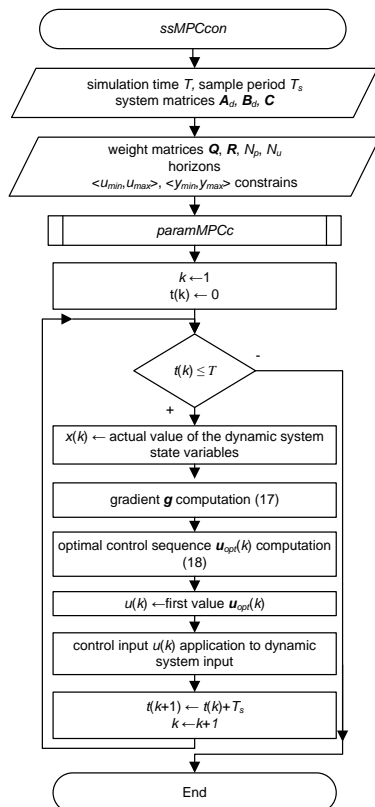 ssMPCcon
simulation time T, sample period Ts
system matrices Ad, Bd, C
weight matrices Q, R, Np, Nu
horizons
<umin,umax>, <ymin,ymax> constrains
paramMPCc
k ←1
t(k) ← 0
t(k) ≤ T
-
+
x(k) ← actual value of the dynamic system
state variables
gradient g computation (17)
optimal control sequence uopt(k) computation
(18)
u(k) ←first value uopt(k)
control input u(k) application to dynamic
system input
t(k+1) ← t(k)+Ts
k ←k+1
End